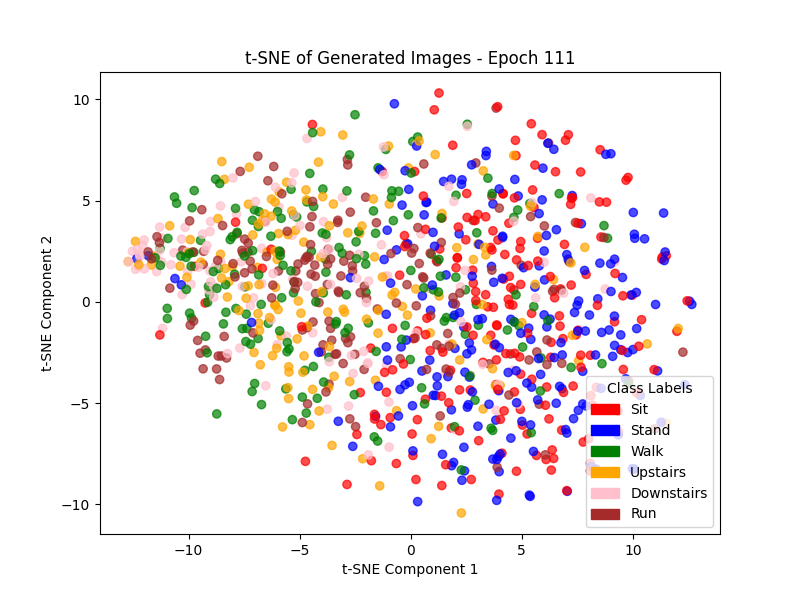 t-SNE of Generated Images - Epoch 111
10
5
0
−5
−10
t-SNE Component 2
−10
−5
0
5
10
t-SNE Component 1
Class Labels
Sit
Stand
Walk
Upstairs
Downstairs
Run